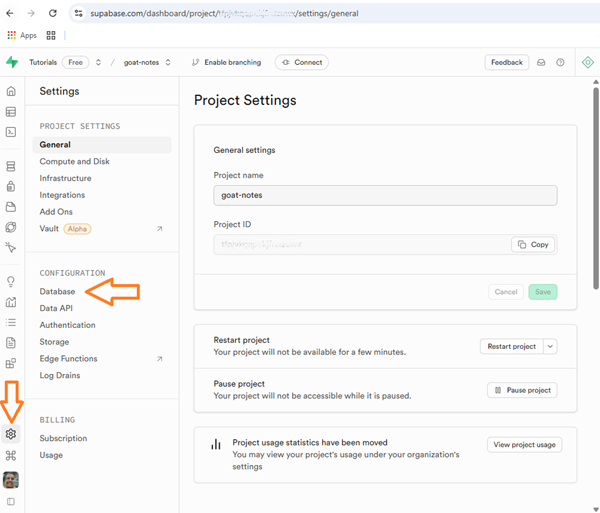 supabase.com/dashboard/project/ /settings/general
Apps
Tutorials Free / goat-notes Enable branching Connect Feedback
Settings
PROJECT SETTINGS
General
Compute and Disk
Infrastructure
Integrations
Add Ons
Vault Alpha
CONFIGURATION
Database
Data API
Authentication
Storage
Edge Functions
Log Drains
BILLING
Subscription
Usage
Project Settings
General settings
Project name
goat-notes
Project ID
Copy
Cancel Save
Restart project
Your project will not be available for a few minutes.
Restart project
Pause project
Your project will not be accessible while it is paused.
Pause project
Project usage statistics have been moved
You may view your project's usage under your organization's
settings
View project usage